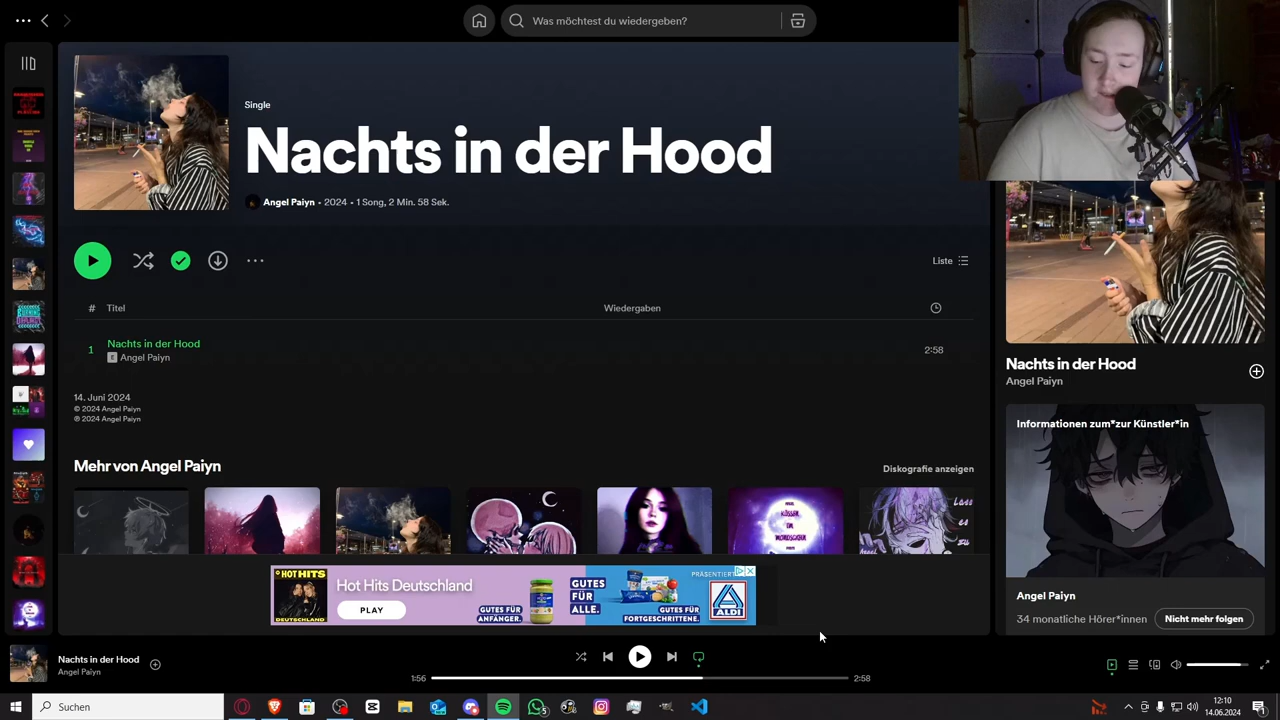 Was möchtest du wiedergeben?
Single
Nachts in der Hood
Angel Paiyn • 2024 • 1 Song, 2 Min. 58 Sek.
Liste
# Titel Wiedergaben
1 Nachts in der Hood 2:58
E Angel Paiyn
14. Juni 2024
© 2024 Angel Paiyn
℗ 2024 Angel Paiyn
Mehr von Angel Paiyn
Diskografie anzeigen
HOT HITS
DEUTSCHLAND
Hot Hits Deutschland
PLAY
GUTES FÜR
ANFÄNGER.
GUTES
FÜR
ALLE.
GUTES FÜR
FORTGESCHRITTENE.
ALDI
Nachts in der Hood
Angel Paiyn
Informationen zum*zur Künstler*in
Angel Paiyn
34 monatliche Hörer*innen
Nicht mehr folgen
Nachts in der Hood
Angel Paiyn
1:56
2:58
Suchen
12:10
14.06.2024